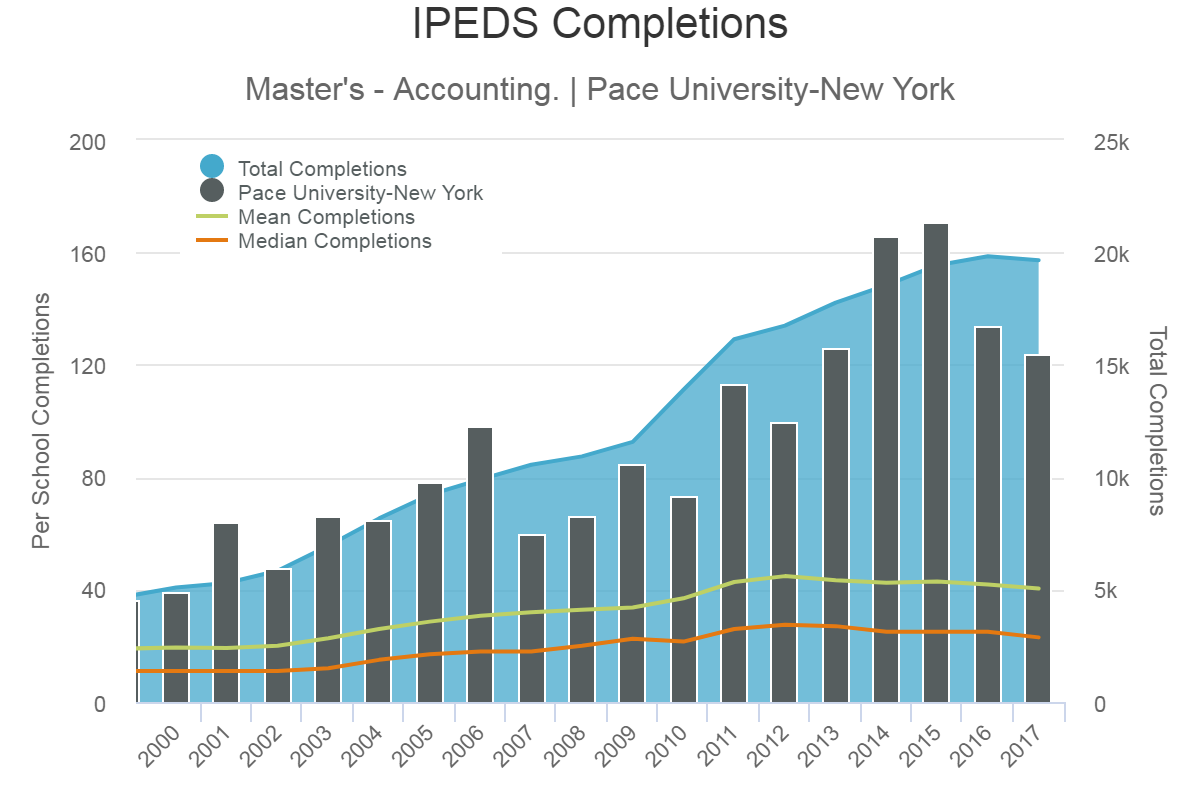 IPEDS Completions
Master's - Accounting. | Pace University-New York
200
160
120
80
40
0
25k
20k
15k
10k
5k
0
Per School Completions
Total Completions
Total Completions
Pace University-New York
Mean Completions
Median Completions
2000
2001
2002
2003
2004
2005
2006
2007
2008
2009
2010
2011
2012
2013
2014
2015
2016
2017